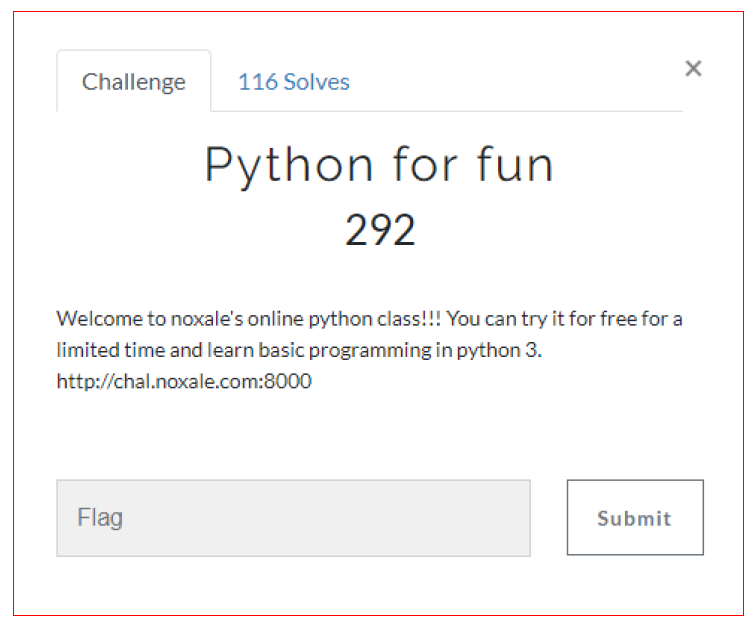 Challenge
116 Solves
×
Python for fun
292
Welcome to noxale's online python class!!! You can try it for free for a
limited time and learn basic programming in python 3.
http://chal.noxale.com:8000
Flag
Submit